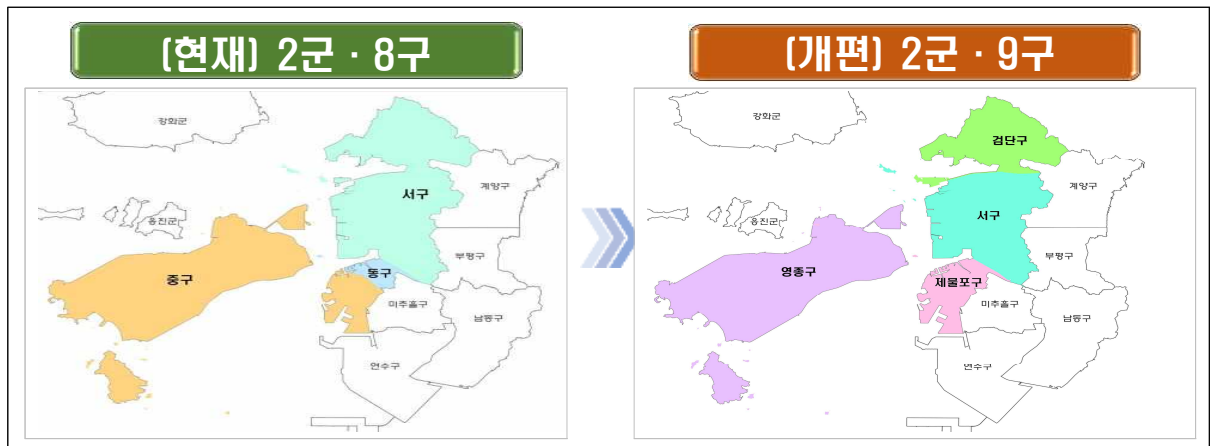 (현재) 2군 · 8구
강화군
서구
계양구
옹진군
부평구
중구
동구
미추홀구
남동구
연수구
(개편) 2군 · 9구
강화군
검단구
계양구
서구
옹진군
부평구
영종구
제물포구
미추홀구
남동구
연수구